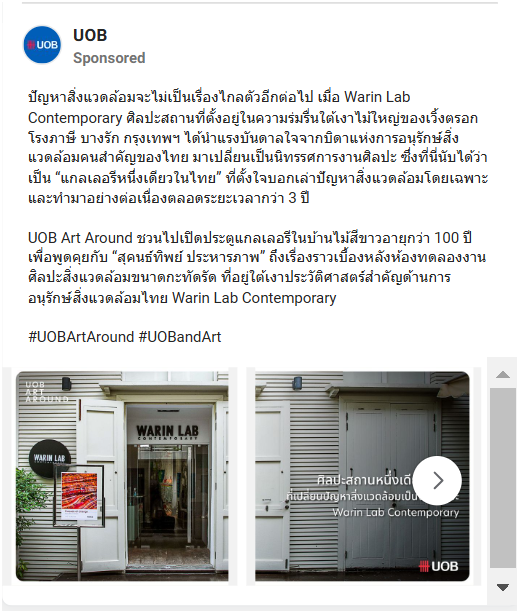 UOB
UOB
Sponsored
ปัญหาสิ่งแวดล้อมจะไม่เป็นเรื่องไกลตัวอีกต่อไป เมื่อ Warin Lab
Contemporary ศิลปะสถานที่ตั้งอยู่ในความร่มรื่นใต้เงาไม้ใหญ่ของเวิ้งตรอก
โรงภาษี บางรัก กรุงเทพฯ ได้นำแรงบันดาลใจจากบิดาแห่งการอนุรักษ์สิ่ง
แวดล้อมคนสำคัญของไทย มาเปลี่ยนเป็นนิทรรศการงานศิลปะ ซึ่งที่นี่นับได้ว่า
เป็น “แกลเลอรีหนึ่งเดียวในไทย” ที่ตั้งใจบอกเล่าปัญหาสิ่งแวดล้อมโดยเฉพาะ
และทำมาอย่างต่อเนื่องตลอดระยะเวลากว่า 3 ปี
UOB Art Around ชวนไปเปิดประตูแกลเลอรีในบ้านไม้สีขาวอายุกว่า 100 ปี
เพื่อพูดคุยกับ “สุคนธ์ทิพย์ ประหารภาพ” ถึงเรื่องราวเบื้องหลังห้องทดลองงาน
ศิลปะสิ่งแวดล้อมขนาดกะทัดรัด ที่อยู่ใต้เงาประวัติศาสตร์สำคัญด้านการ
อนุรักษ์สิ่งแวดล้อมไทย Warin Lab Contemporary
#UOBArtAround #UOBandArt
UOB
ART
AROUND
WARIN LAB
CONTEMPORARY
WARIN LAB
ศิลปะสถานหนึ่งเดีย
ที่เปลี่ยนปัญหาสิ่งแวดล้อมเป็น
Warin Lab Contemporary
UOB